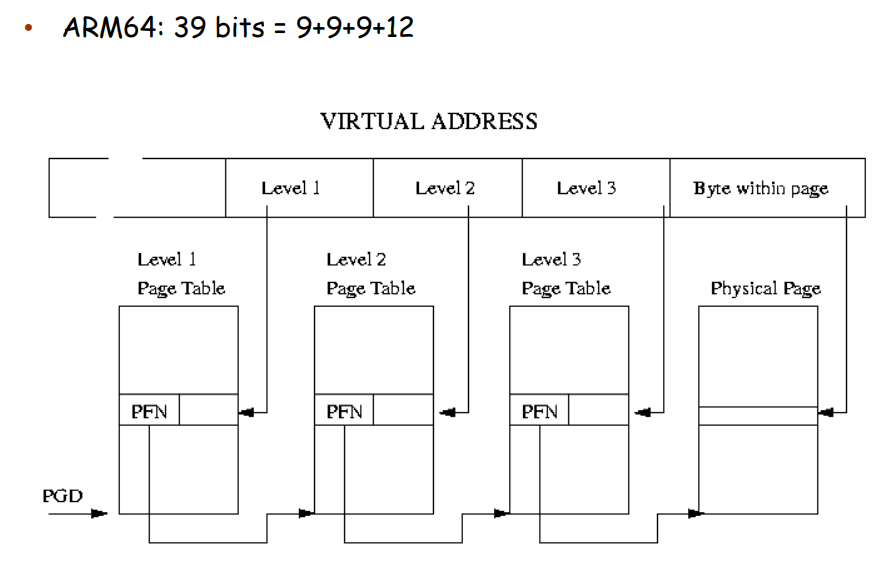 • ARM64: 39 bits = 9+9+9+12
VIRTUAL ADDRESS
Level 1 Level 2 Level 3 Byte within page
Level 1 Level 2 Level 3
Page Table Page Table Page Table Physical Page
PFN PFN PFN
PGD